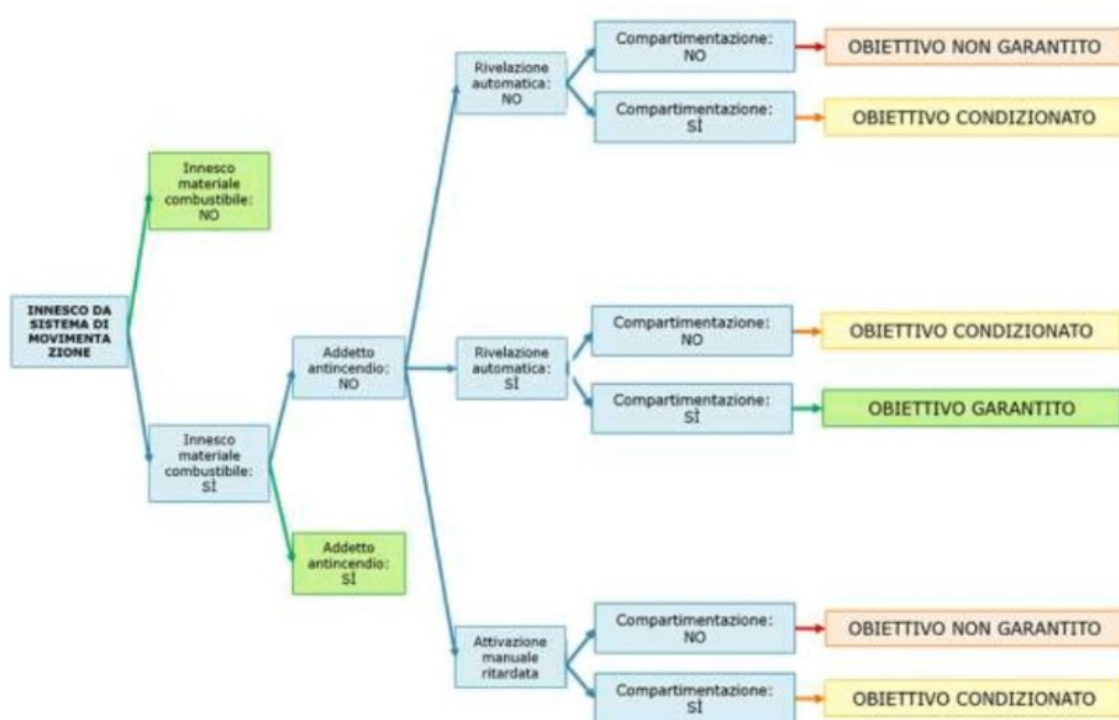 Compartimentazione:
NO
OBIETTIVO NON GARANTITO
Rivelazione
automatica:
NO
Compartimentazione:
SÌ
OBIETTIVO CONDIZIONATO
Innesco
materiale
combustibile:
NO
INNESCO DA
SISTEMA DI
MOVIMENTA
ZIONE
Addetto
antincendio:
NO
Rivelazione
automatica:
SÌ
Compartimentazione:
NO
OBIETTIVO CONDIZIONATO
Compartimentazione:
SÌ
OBIETTIVO GARANTITO
Innesco
materiale
combustibile:
SÌ
Addetto
antincendio:
SÌ
Attivazione
manuale
ritardata
Compartimentazione:
NO
OBIETTIVO NON GARANTITO
Compartimentazione:
SÌ
OBIETTIVO CONDIZIONATO